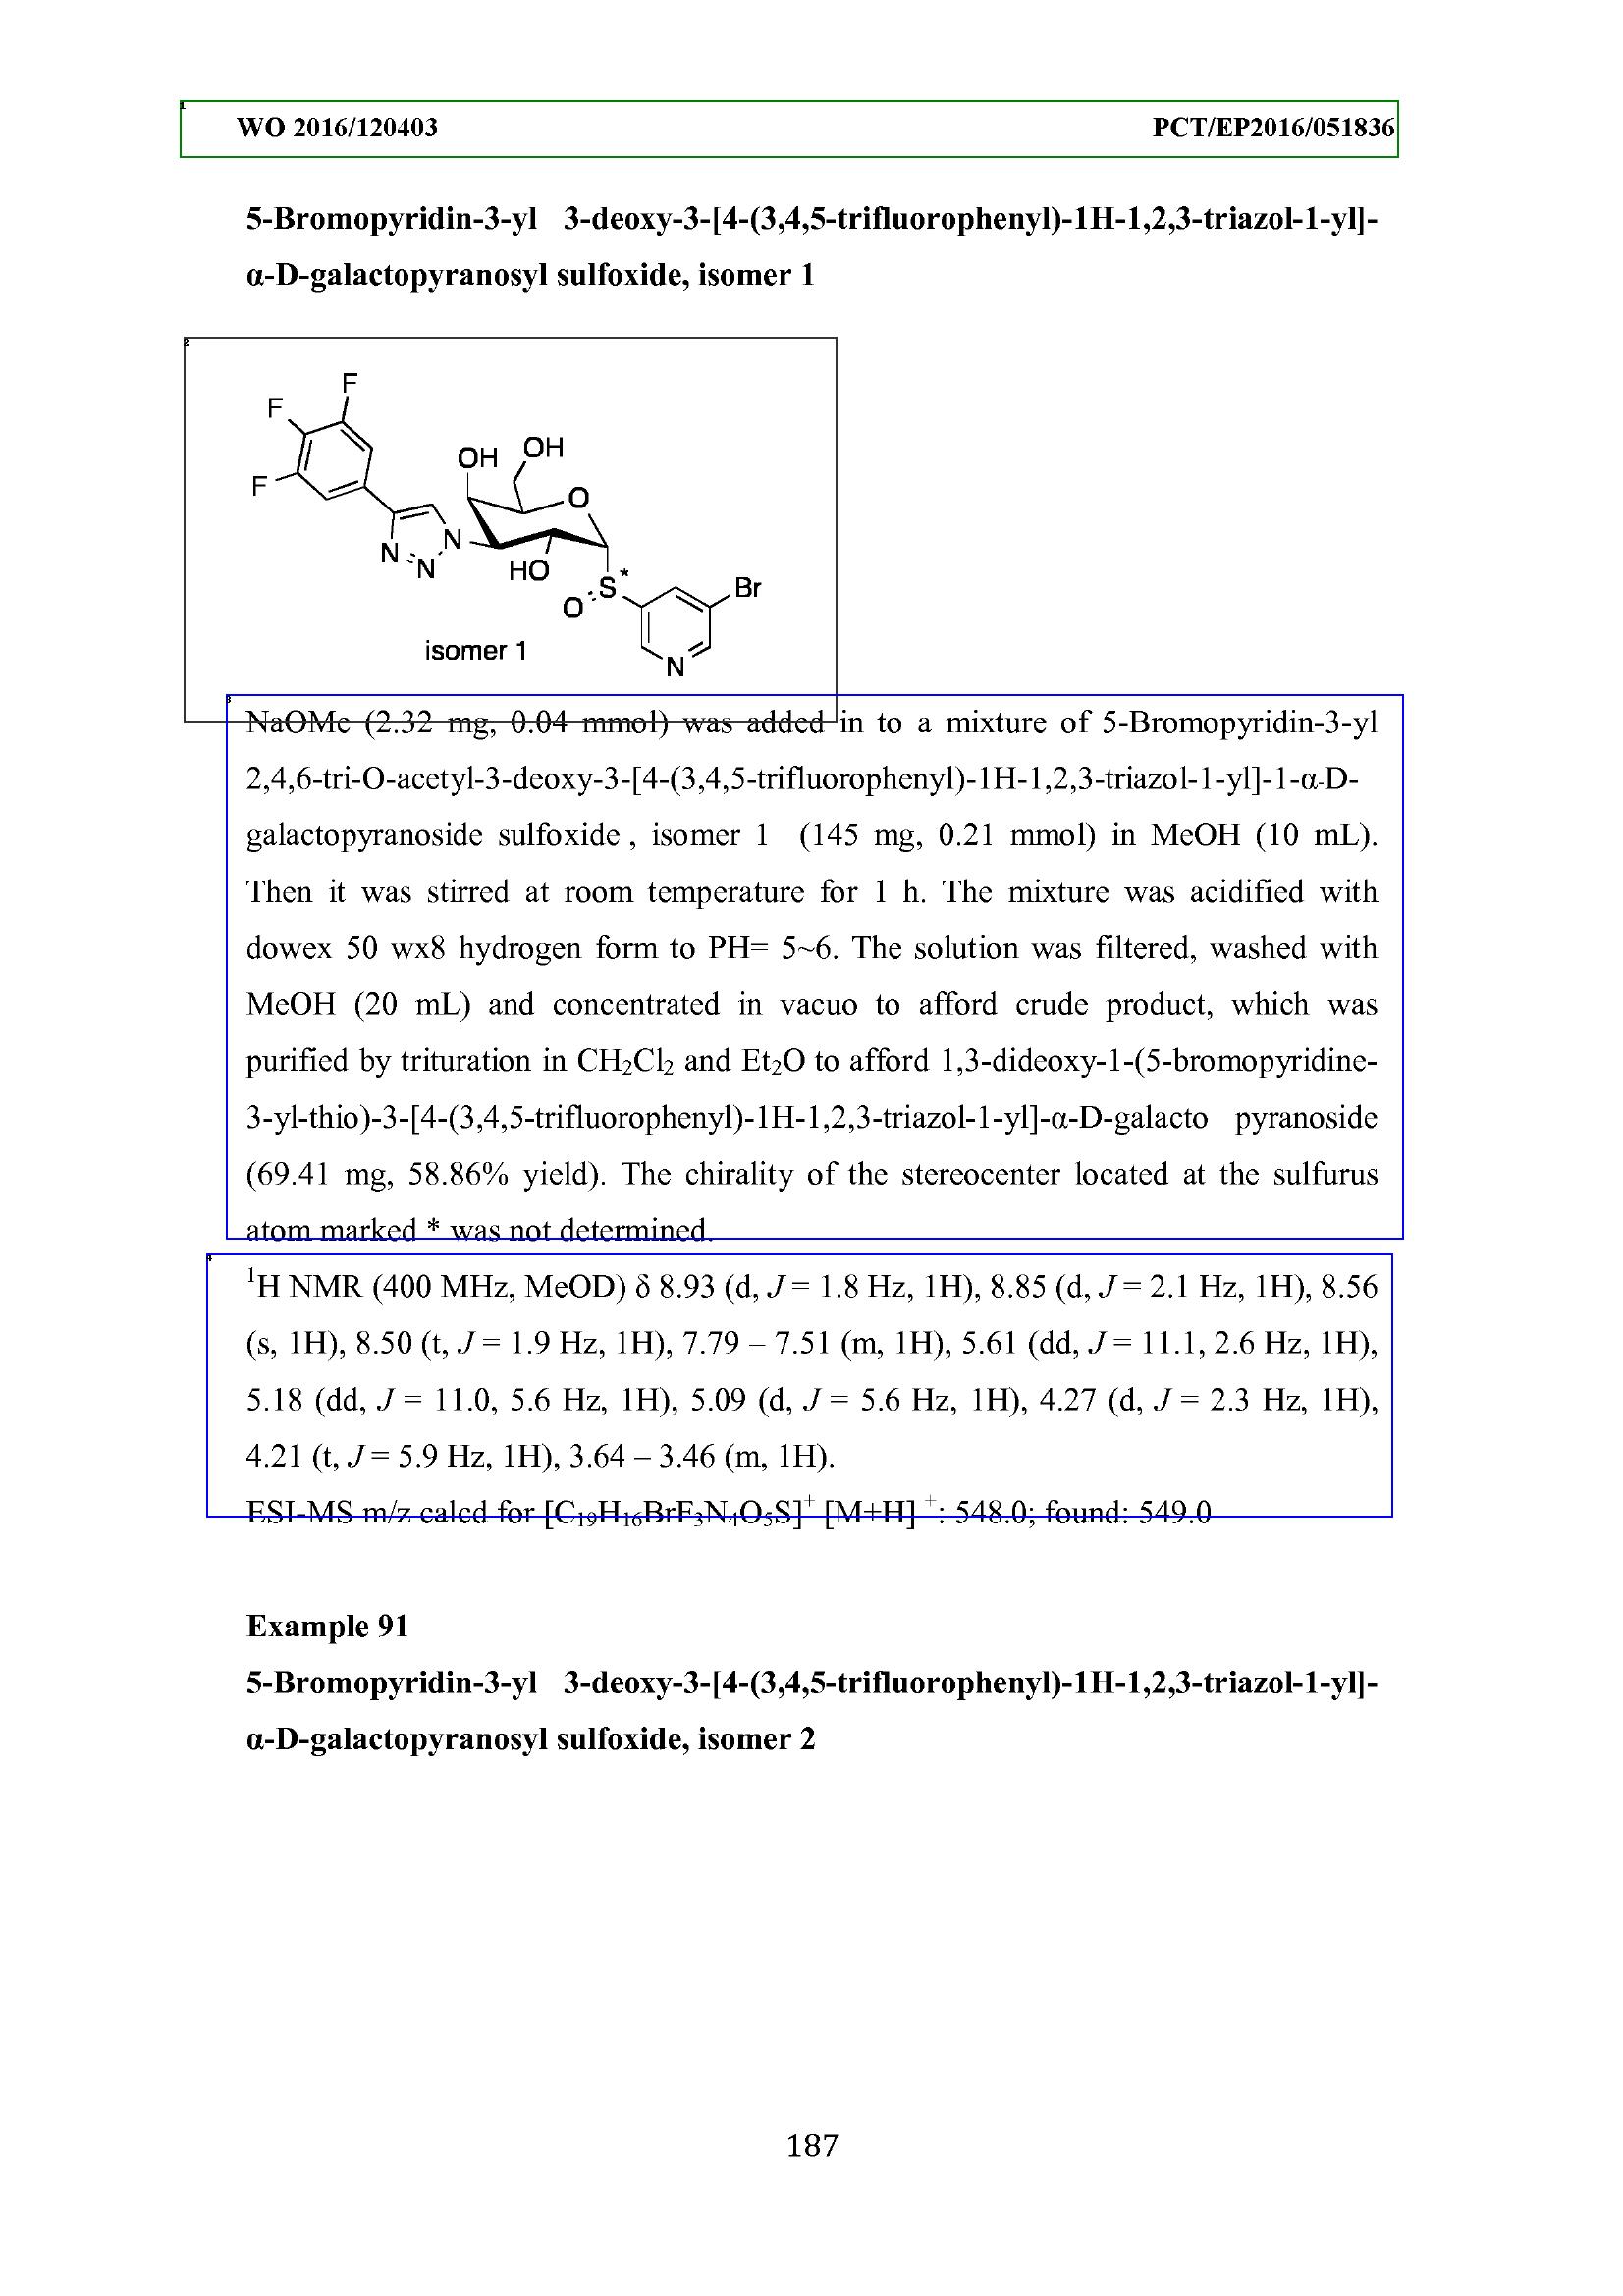 1
WO 2016/120403 PCT/EP2016/051836
5-Bromopyridin-3-yl 3-deoxy-3-[4-(3,4,5-trifluorophenyl)-1H-1,2,3-triazol-1-yl]-
α-D-galactopyranosyl sulfoxide, isomer 1
2
F
F
F
OH
OH
O
N
N
N
HO
S
*
O
Br
N
isomer 1
3
NaOMe (2.32 mg, 0.04 mmol) was added in to a mixture of 5-Bromopyridin-3-yl
2,4,6-tri-O-acetyl-3-deoxy-3-[4-(3,4,5-trifluorophenyl)-1H-1,2,3-triazol-1-yl]-1-α-D-
galactopyranoside sulfoxide , isomer 1 (145 mg, 0.21 mmol) in MeOH (10 mL).
Then it was stirred at room temperature for 1 h. The mixture was acidified with
dowex 50 wx8 hydrogen form to PH= 5~6. The solution was filtered, washed with
MeOH (20 mL) and concentrated in vacuo to afford crude product, which was
purified by trituration in CH₂Cl₂ and Et₂O to afford 1,3-dideoxy-1-(5-bromopyridine-
3-yl-thio)-3-[4-(3,4,5-trifluorophenyl)-1H-1,2,3-triazol-1-yl]-α-D-galacto pyranoside
(69.41 mg, 58.86% yield). The chirality of the stereocenter located at the sulfurus
atom marked * was not determined.
4
¹H NMR (400 MHz, MeOD) δ 8.93 (d, J = 1.8 Hz, 1H), 8.85 (d, J = 2.1 Hz, 1H), 8.56
(s, 1H), 8.50 (t, J = 1.9 Hz, 1H), 7.79 – 7.51 (m, 1H), 5.61 (dd, J = 11.1, 2.6 Hz, 1H),
5.18 (dd, J = 11.0, 5.6 Hz, 1H), 5.09 (d, J = 5.6 Hz, 1H), 4.27 (d, J = 2.3 Hz, 1H),
4.21 (t, J = 5.9 Hz, 1H), 3.64 – 3.46 (m, 1H).
ESI-MS m/z calcd for [C₁₉H₁₆BrF₃N₄O₅S]⁺ [M+H] ⁺: 548.0; found: 549.0
Example 91
5-Bromopyridin-3-yl 3-deoxy-3-[4-(3,4,5-trifluorophenyl)-1H-1,2,3-triazol-1-yl]-
α-D-galactopyranosyl sulfoxide, isomer 2
187